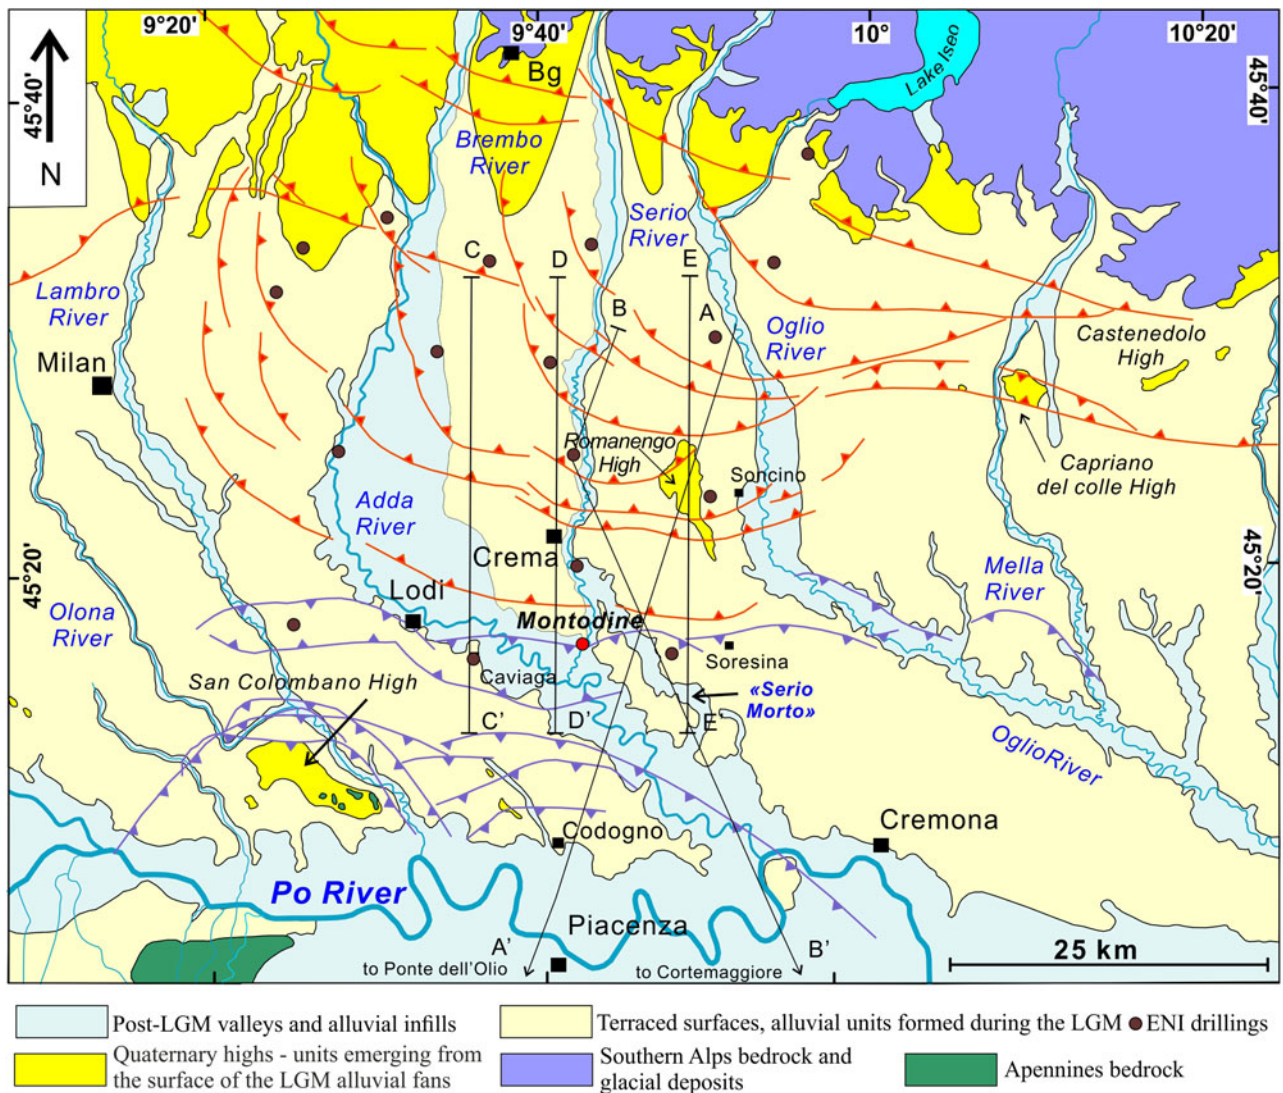 9°20'
9°40'
10°
10°20'
45°40'
45°40'
N
Bg
Lake Iseo
Brembo
River
Serio
River
C
D
E
B
A
Lambro
River
Oglio
River
Castenedolo
High
Milan
Romanengo
High
Soncino
Capriano
del colle High
Adda
River
Crema
45°20'
45°20'
Mella
River
Lodi
Olona
River
Montodine
Soresina
Caviaga
San Colombano High
«Serio
Morto»
C'
D'
E'
Oglio River
Codogno
Cremona
Po River
Piacenza
A'
B'
to Ponte dell'Olio
to Cortemaggiore
25 km
Post-LGM valleys and alluvial infills
Terraced surfaces, alluvial units formed during the LGM
ENI drillings
Quaternary highs - units emerging from
the surface of the LGM alluvial fans
Southern Alps bedrock and
glacial deposits
Apennines bedrock